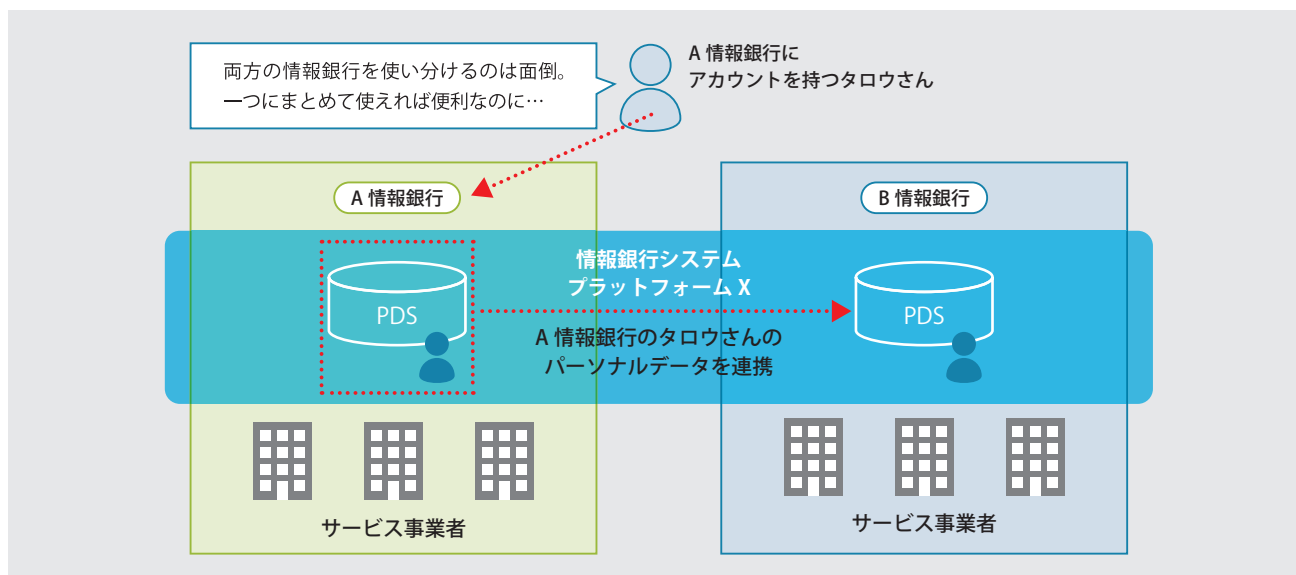 両方の情報銀行を使い分けるのは面倒。
一つにまとめて使えれば便利なのに…
A 情報銀行に
アカウントを持つタロウさん
A 情報銀行
B 情報銀行
情報銀行システム
プラットフォーム X
PDS
PDS
A 情報銀行のタロウさんの
パーソナルデータを連携
サービス事業者
サービス事業者